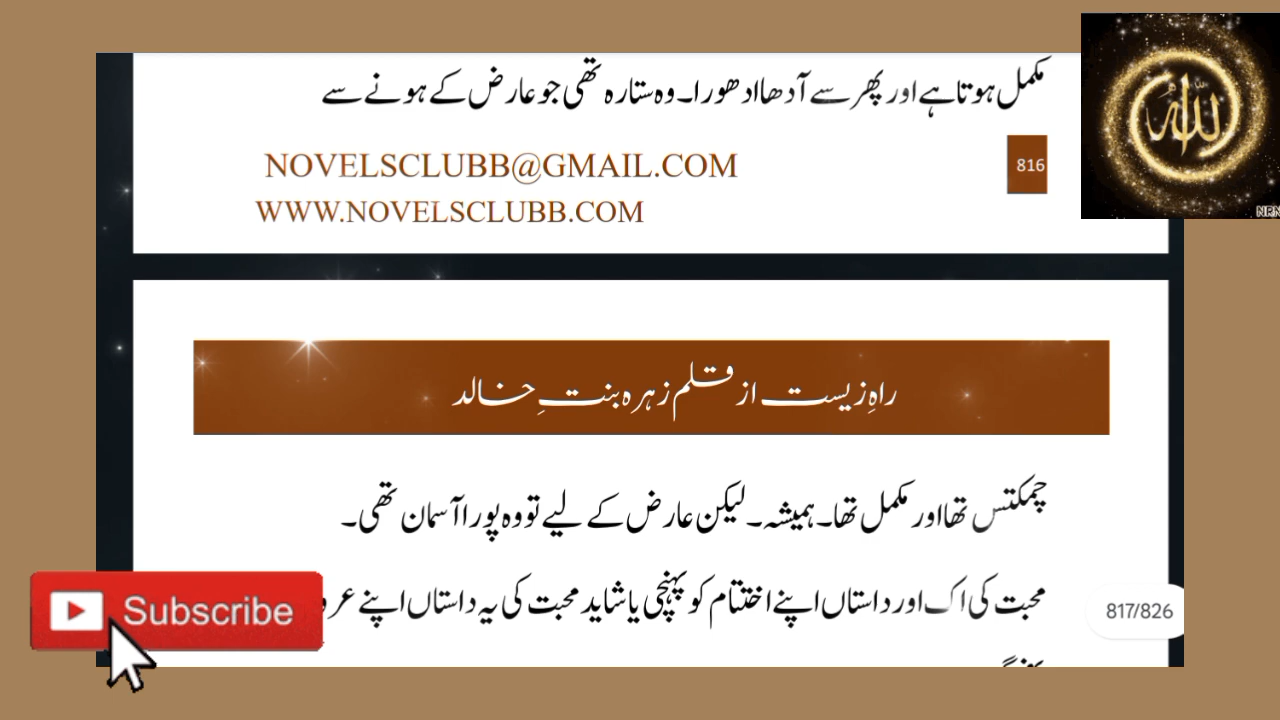 مکمل ہوتا ہے اور پھر سے آدھا ادھورا۔ وہ ستارہ تھی جو عارض کے ہونے سے
NOVELSCLUBB@GMAIL.COM
816
WWW.NOVELSCLUBB.COM
الله
NRN
راہِ زیست از قلم زہرہ بنتِ خالد
چمکتس تھا اور مکمل تھا۔ ہمیشہ۔ لیکن عارض کے لیے تو وہ پورا آسمان تھی۔
محبت کی اک اور داستاں اپنے اختتام کو پہنچی یا شاید محبت کی یہ داستاں اپنے
817/826
Subscribe